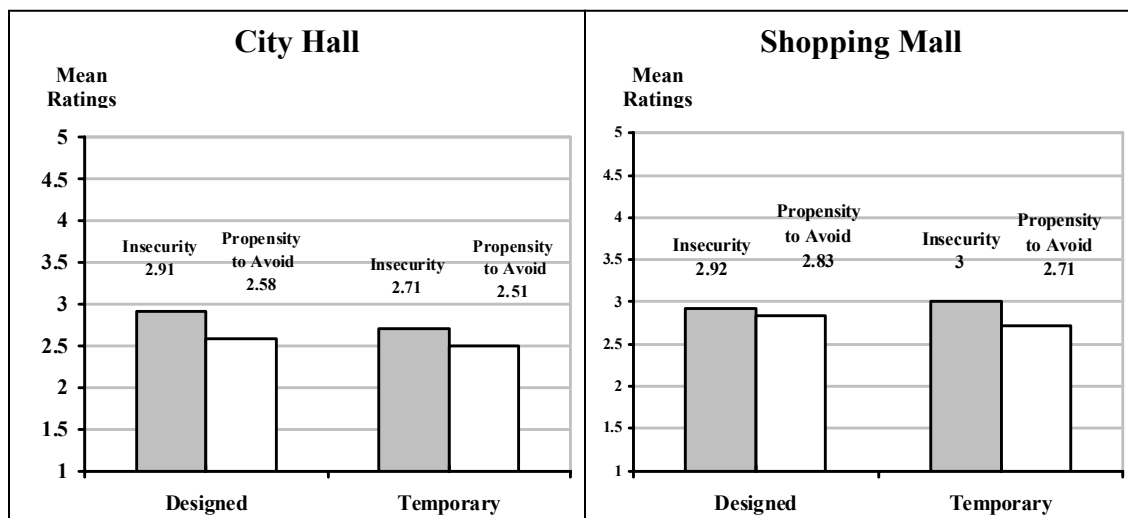 City Hall
Mean
Ratings
5
4.5
4
3.5
3
2.5
2
1.5
1
Insecurity
2.91
Propensity
to Avoid
2.58
Insecurity
2.71
Propensity
to Avoid
2.51
Designed
Temporary
Shopping Mall
Mean
Ratings
5
4.5
4
3.5
3
2.5
2
1.5
1
Insecurity
2.92
Propensity
to Avoid
2.83
Insecurity
3
Propensity
to Avoid
2.71
Designed
Temporary